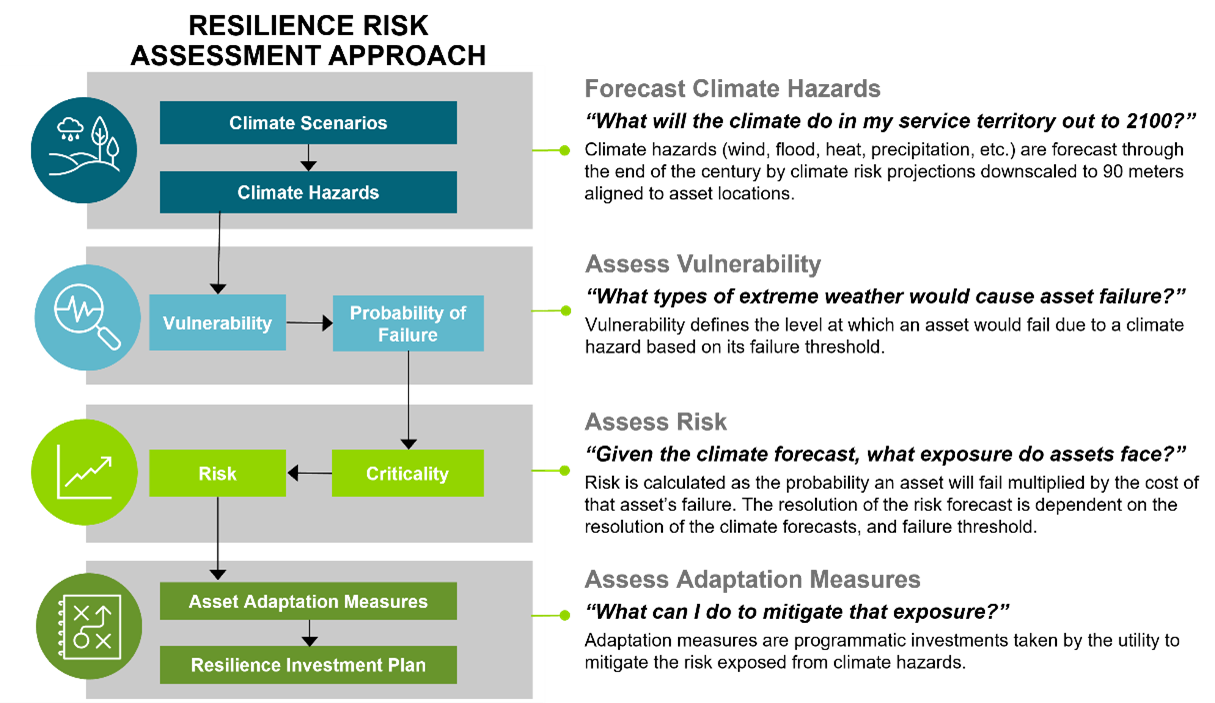 RESILIENCE RISK
ASSESSMENT APPROACH
Climate Scenarios
Climate Hazards
Forecast Climate Hazards
“What will the climate do in my service territory out to 2100?”
Climate hazards (wind, flood, heat, precipitation, etc.) are forecast through
the end of the century by climate risk projections downscaled to 90 meters
aligned to asset locations.
Vulnerability
Probability of
Failure
Assess Vulnerability
“What types of extreme weather would cause asset failure?”
Vulnerability defines the level at which an asset would fail due to a climate
hazard based on its failure threshold.
Risk
Criticality
Assess Risk
“Given the climate forecast, what exposure do assets face?”
Risk is calculated as the probability an asset will fail multiplied by the cost of
that asset’s failure. The resolution of the risk forecast is dependent on the
resolution of the climate forecasts, and failure threshold.
Asset Adaptation Measures
Resilience Investment Plan
Assess Adaptation Measures
“What can I do to mitigate that exposure?”
Adaptation measures are programmatic investments taken by the utility to
mitigate the risk exposed from climate hazards.